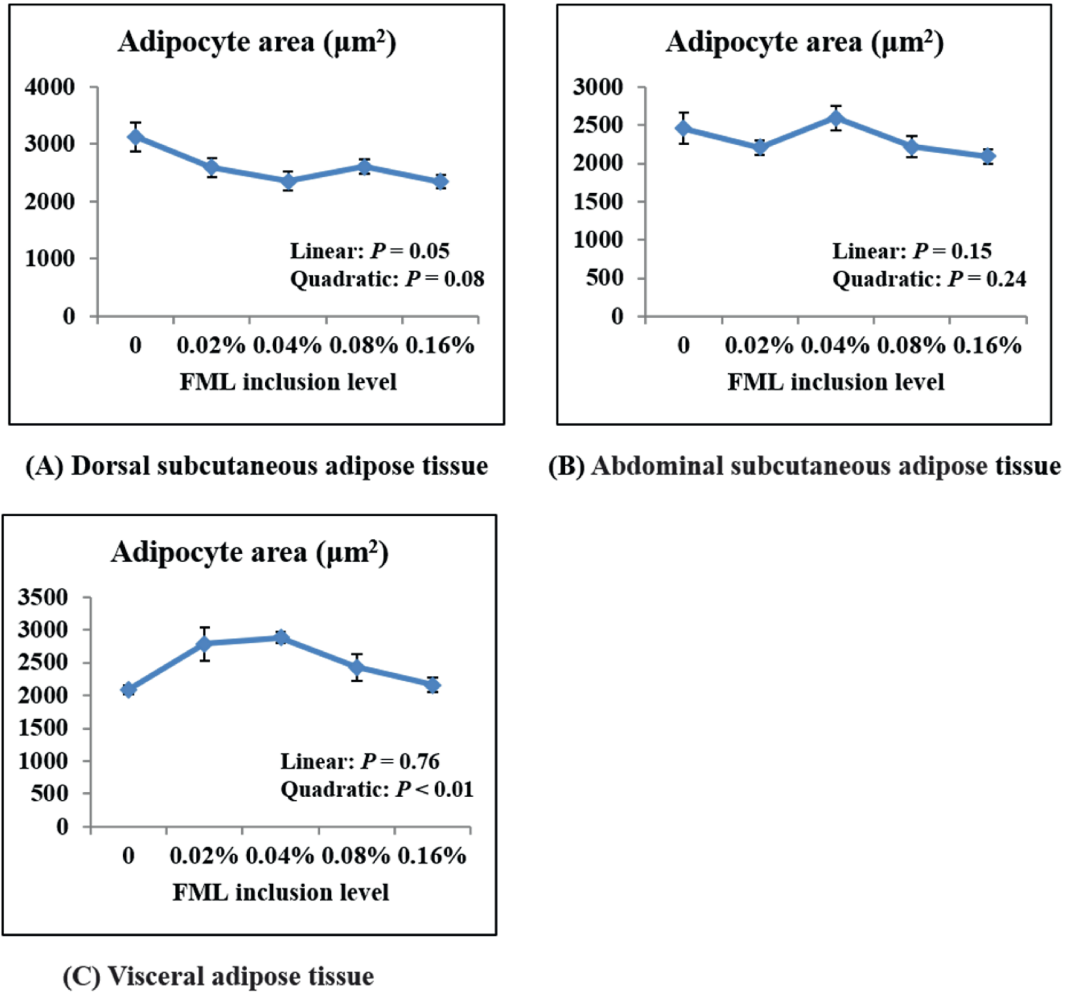 Adipocyte area (µm²)
4000
3000
2000
1000
0
Linear: P = 0.05
Quadratic: P = 0.08
0 0.02% 0.04% 0.08% 0.16%
FML inclusion level
(A) Dorsal subcutaneous adipose tissue
Adipocyte area (µm²)
3000
2500
2000
1500
1000
500
0
Linear: P = 0.15
Quadratic: P = 0.24
0 0.02% 0.04% 0.08% 0.16%
FML inclusion level
(B) Abdominal subcutaneous adipose tissue
Adipocyte area (µm²)
3500
3000
2500
2000
1500
1000
500
0
Linear: P = 0.76
Quadratic: P < 0.01
0 0.02% 0.04% 0.08% 0.16%
FML inclusion level
(C) Visceral adipose tissue